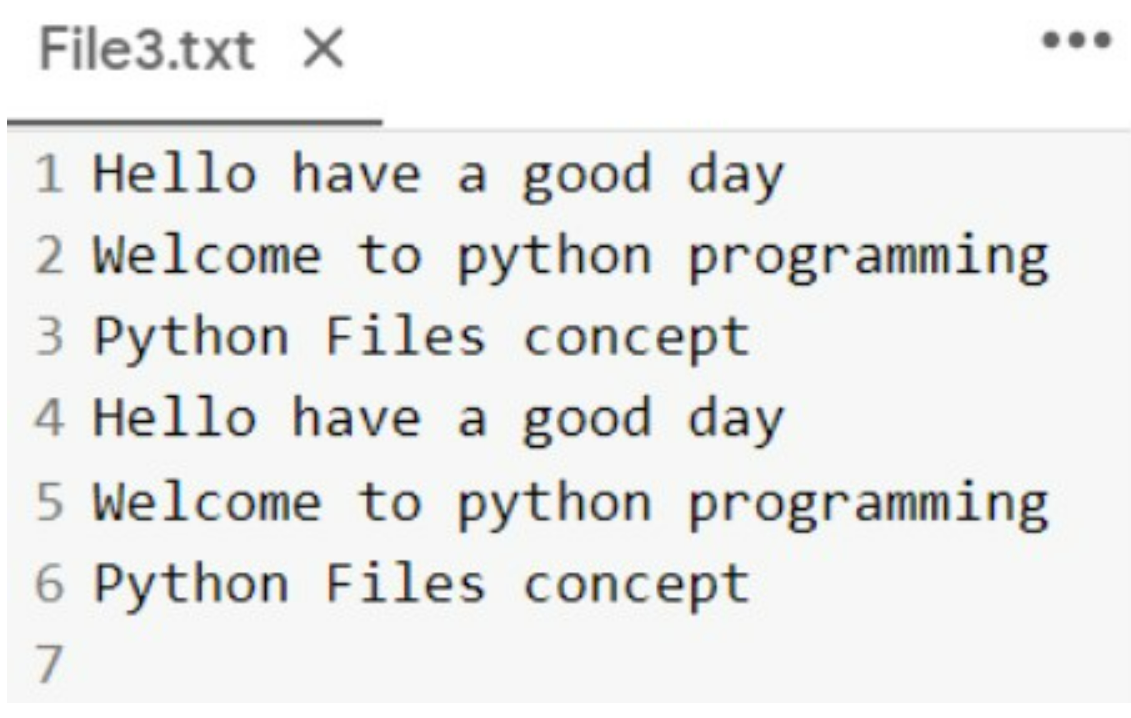 File3.txt ×
1 Hello have a good day
2 Welcome to python programming
3 Python Files concept
4 Hello have a good day
5 Welcome to python programming
6 Python Files concept
7